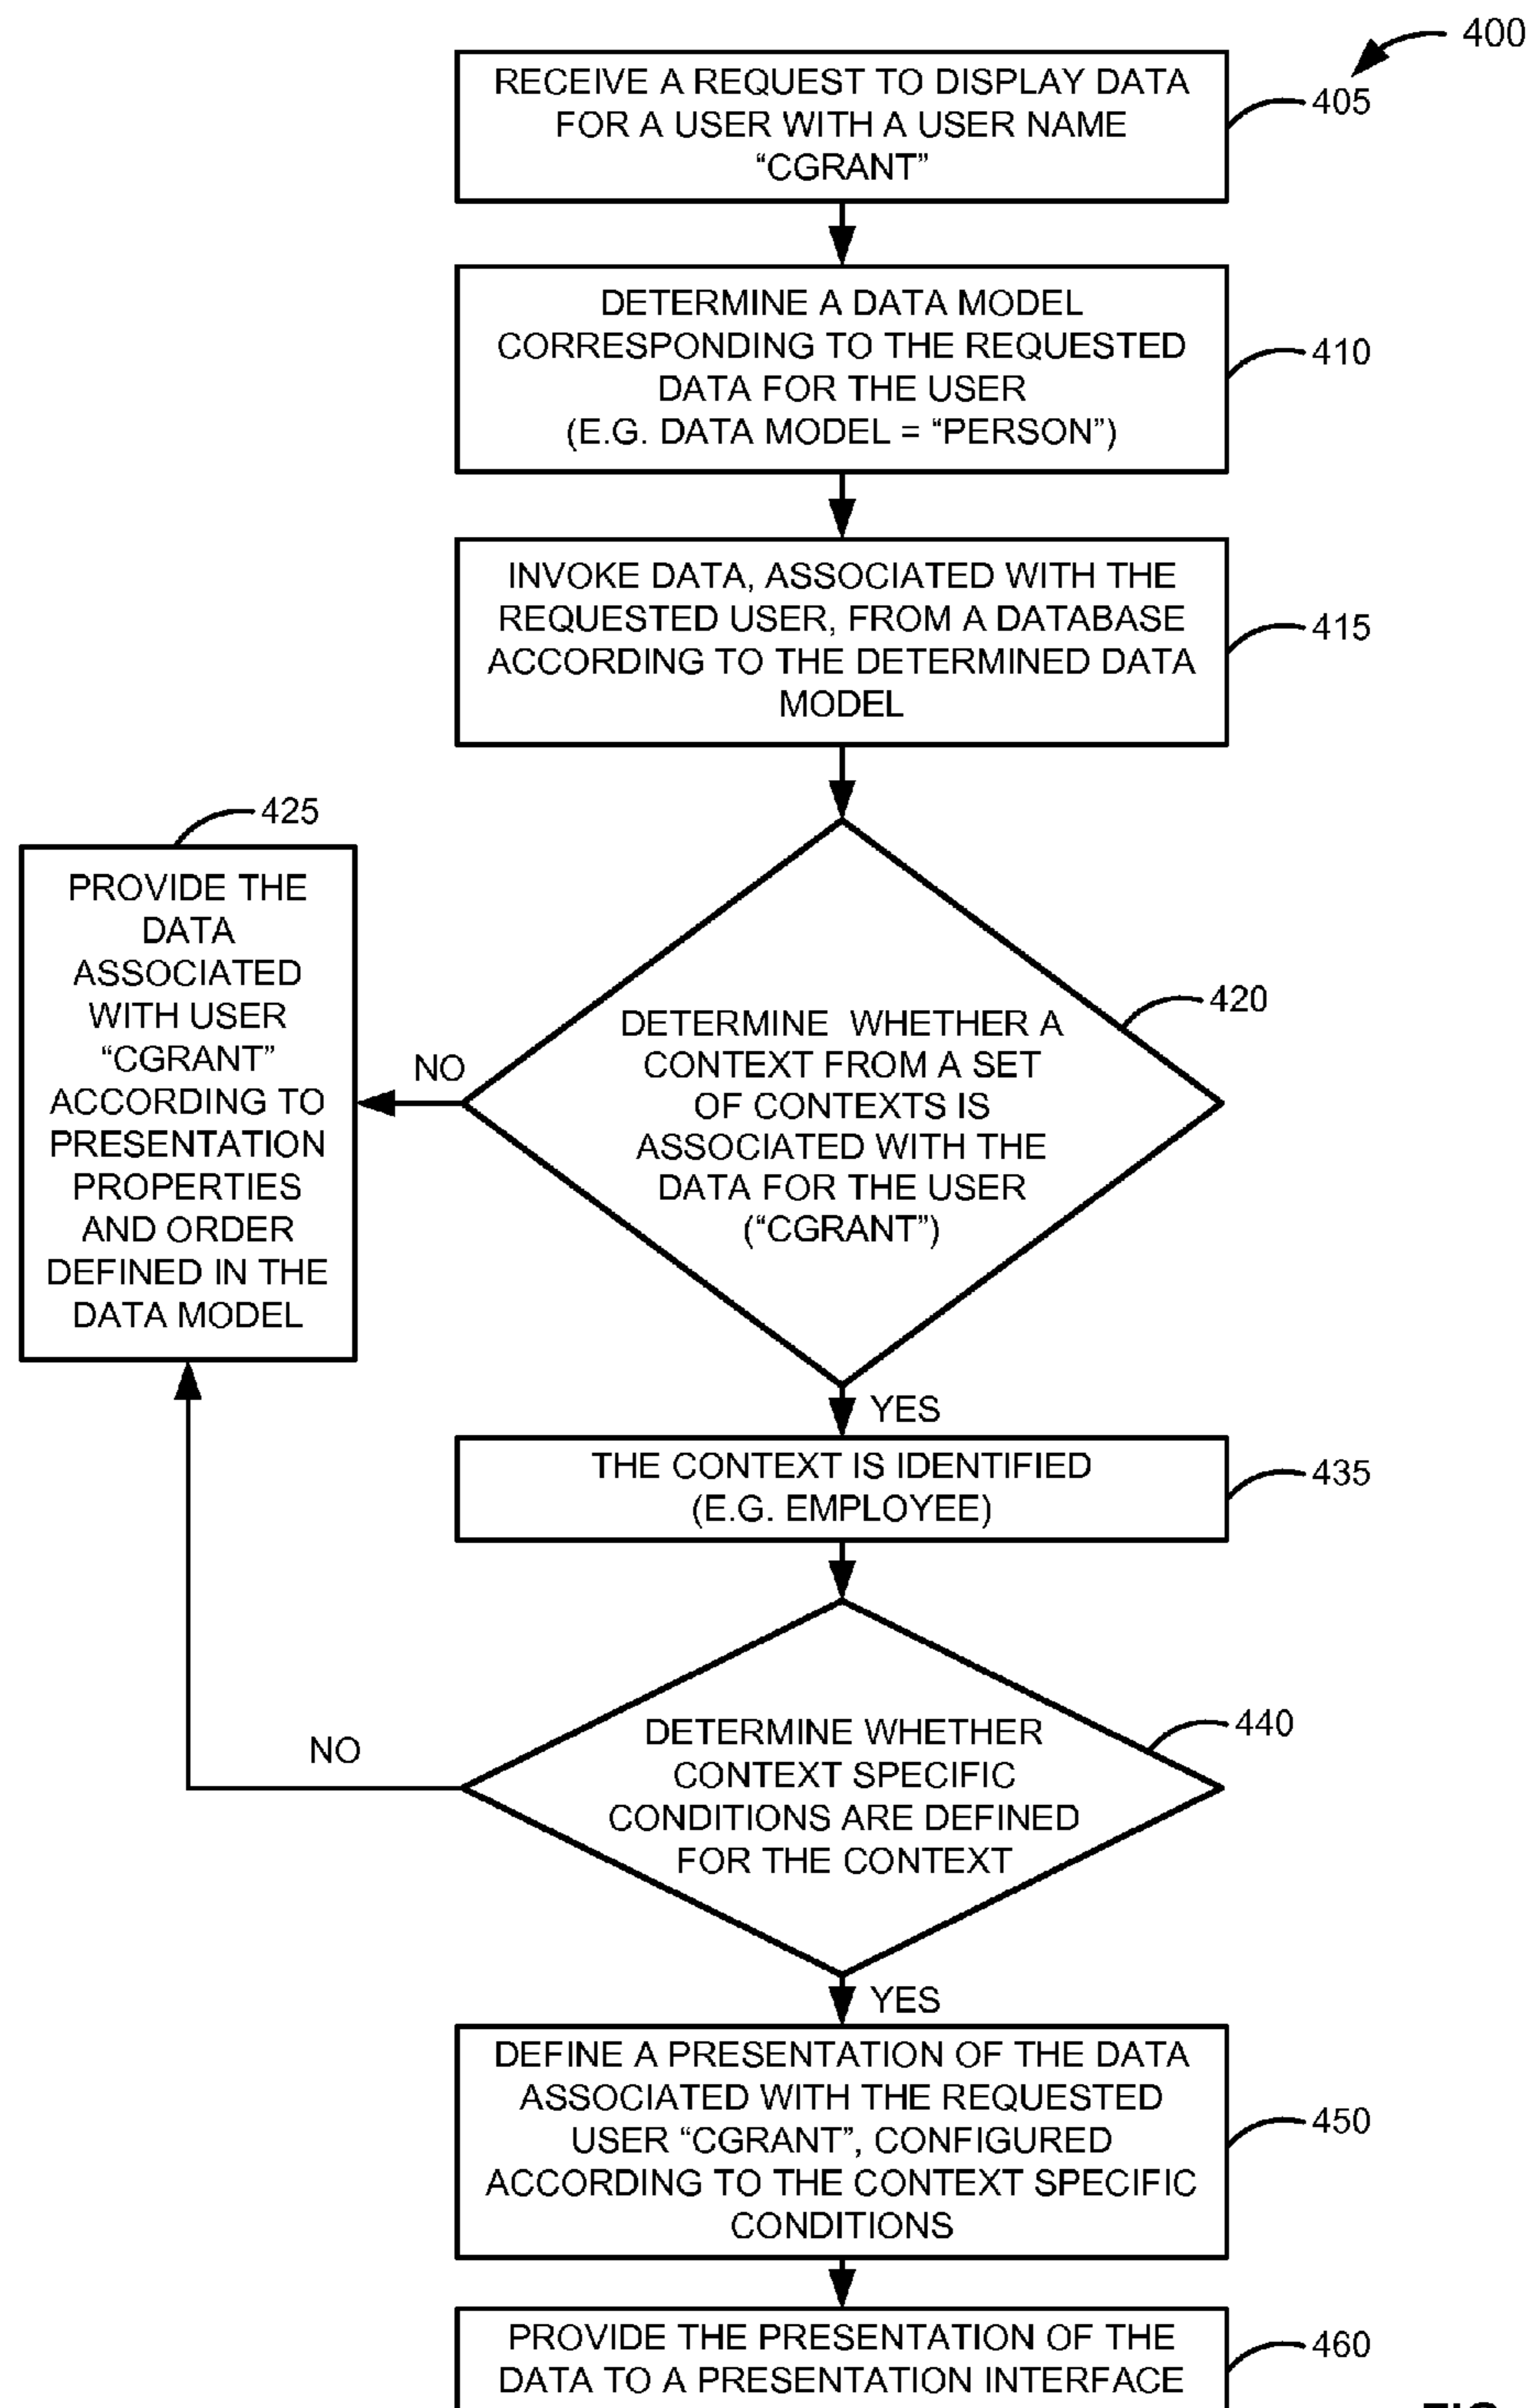 400
RECEIVE A REQUEST TO DISPLAY DATA
FOR A USER WITH A USER NAME
“CGRANT”
405
DETERMINE A DATA MODEL
CORRESPONDING TO THE REQUESTED
DATA FOR THE USER
(E.G. DATA MODEL = “PERSON”)
410
INVOKE DATA, ASSOCIATED WITH THE
REQUESTED USER, FROM A DATABASE
ACCORDING TO THE DETERMINED DATA
MODEL
415
425
PROVIDE THE
DATA
ASSOCIATED
WITH USER
“CGRANT”
ACCORDING TO
PRESENTATION
PROPERTIES
AND ORDER
DEFINED IN THE
DATA MODEL
NO
DETERMINE WHETHER A
CONTEXT FROM A SET
OF CONTEXTS IS
ASSOCIATED WITH THE
DATA FOR THE USER
(“CGRANT”)
420
YES
THE CONTEXT IS IDENTIFIED
(E.G. EMPLOYEE)
435
NO
DETERMINE WHETHER
CONTEXT SPECIFIC
CONDITIONS ARE DEFINED
FOR THE CONTEXT
440
YES
DEFINE A PRESENTATION OF THE DATA
ASSOCIATED WITH THE REQUESTED
USER “CGRANT”, CONFIGURED
ACCORDING TO THE CONTEXT SPECIFIC
CONDITIONS
450
PROVIDE THE PRESENTATION OF THE
DATA TO A PRESENTATION INTERFACE
460